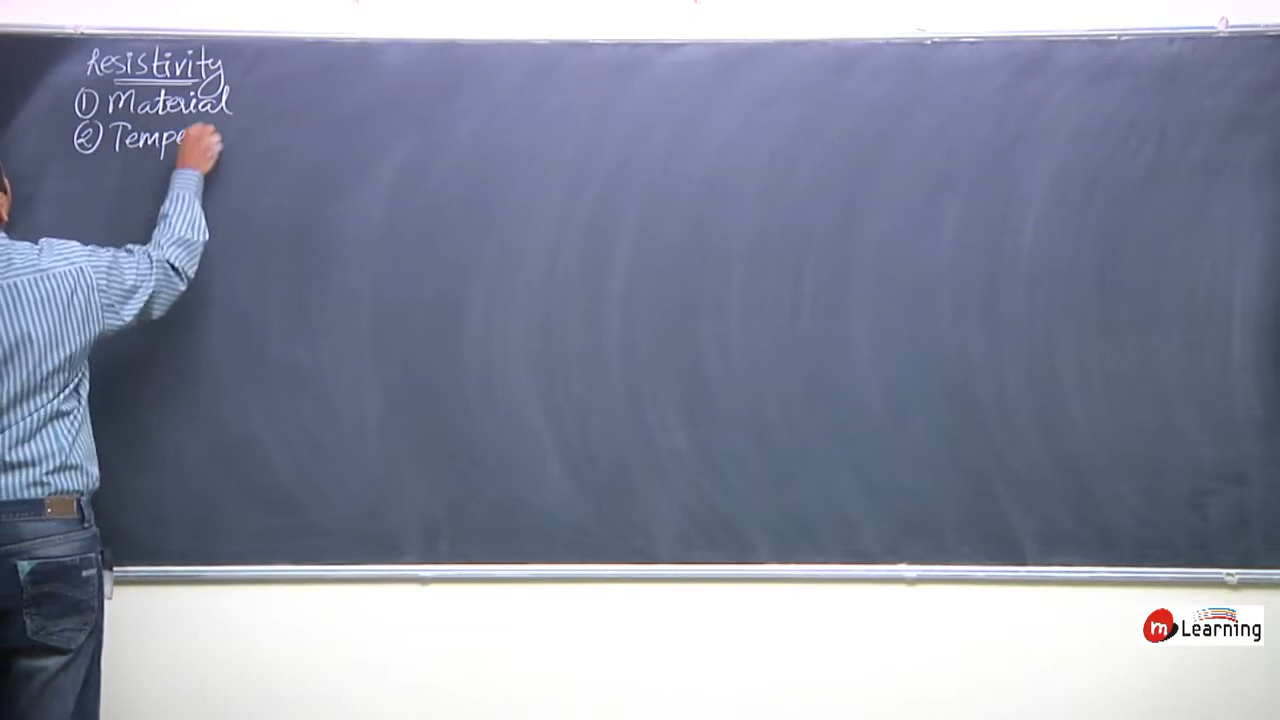 Resistivity
① Material
② Tempe
m Learning